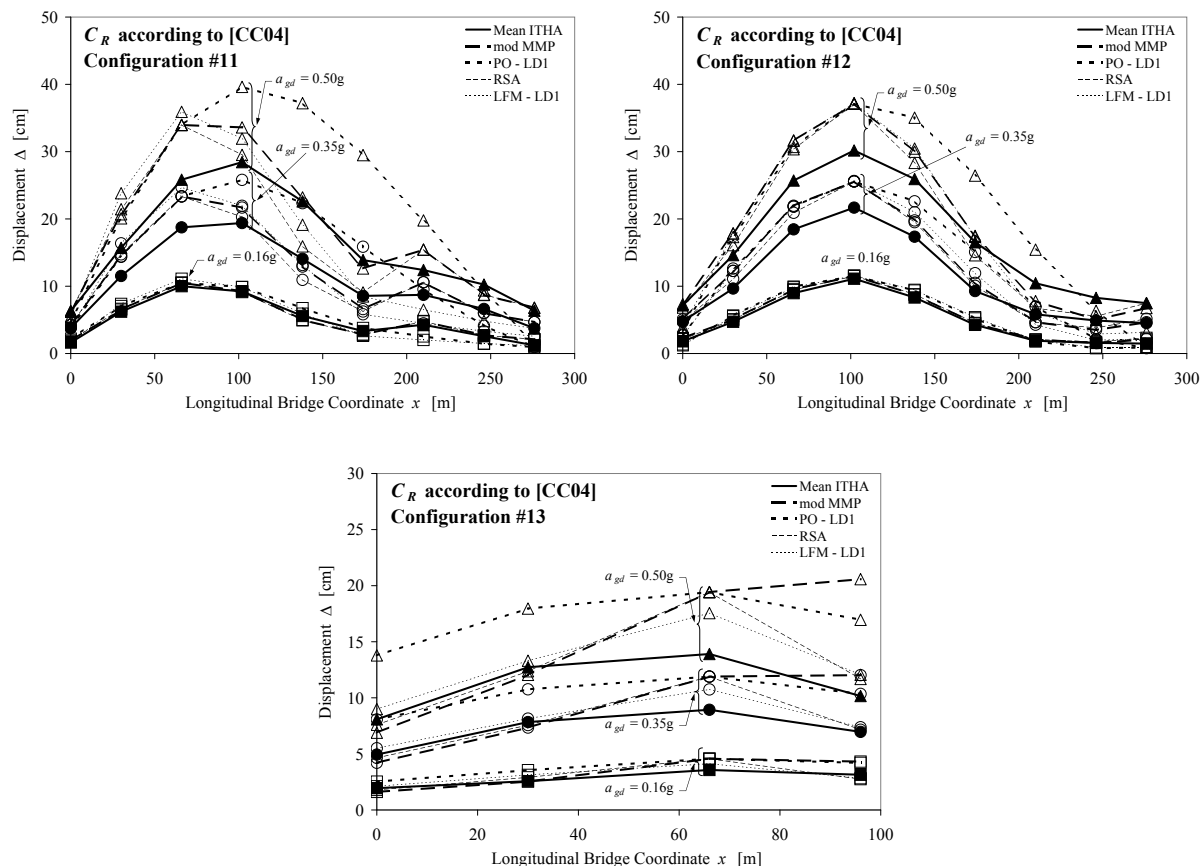 C_R according to [CC04]
Configuration #11
Mean ITHA
mod MMP
PO - LD1
RSA
LFM - LD1
a_gd = 0.50g
a_gd = 0.35g
a_gd = 0.16g
50
40
30
20
10
0
Displacement Δ [cm]
0 50 100 150 200 250 300
Longitudinal Bridge Coordinate x [m]
C_R according to [CC04]
Configuration #12
Mean ITHA
mod MMP
PO - LD1
RSA
LFM - LD1
a_gd = 0.50g
a_gd = 0.35g
a_gd = 0.16g
50
40
30
20
10
0
Displacement Δ [cm]
0 50 100 150 200 250 300
Longitudinal Bridge Coordinate x [m]
C_R according to [CC04]
Configuration #13
Mean ITHA
mod MMP
PO - LD1
RSA
LFM - LD1
a_gd = 0.50g
a_gd = 0.35g
a_gd = 0.16g
30
25
20
15
10
5
0
Displacement Δ [cm]
0 20 40 60 80 100
Longitudinal Bridge Coordinate x [m]